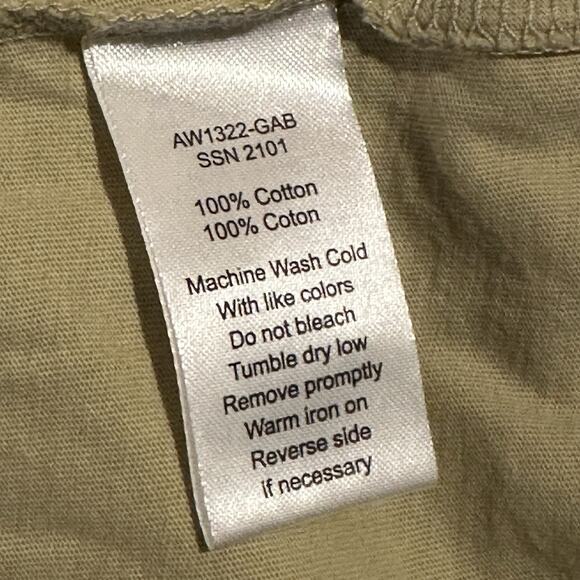 AW1322-GAB
SSN 2101
100% Cotton
100% Coton
Machine Wash Cold
With like colors
Do not bleach
Tumble dry low
Remove promptly
Warm iron on
Reverse side
if necessary